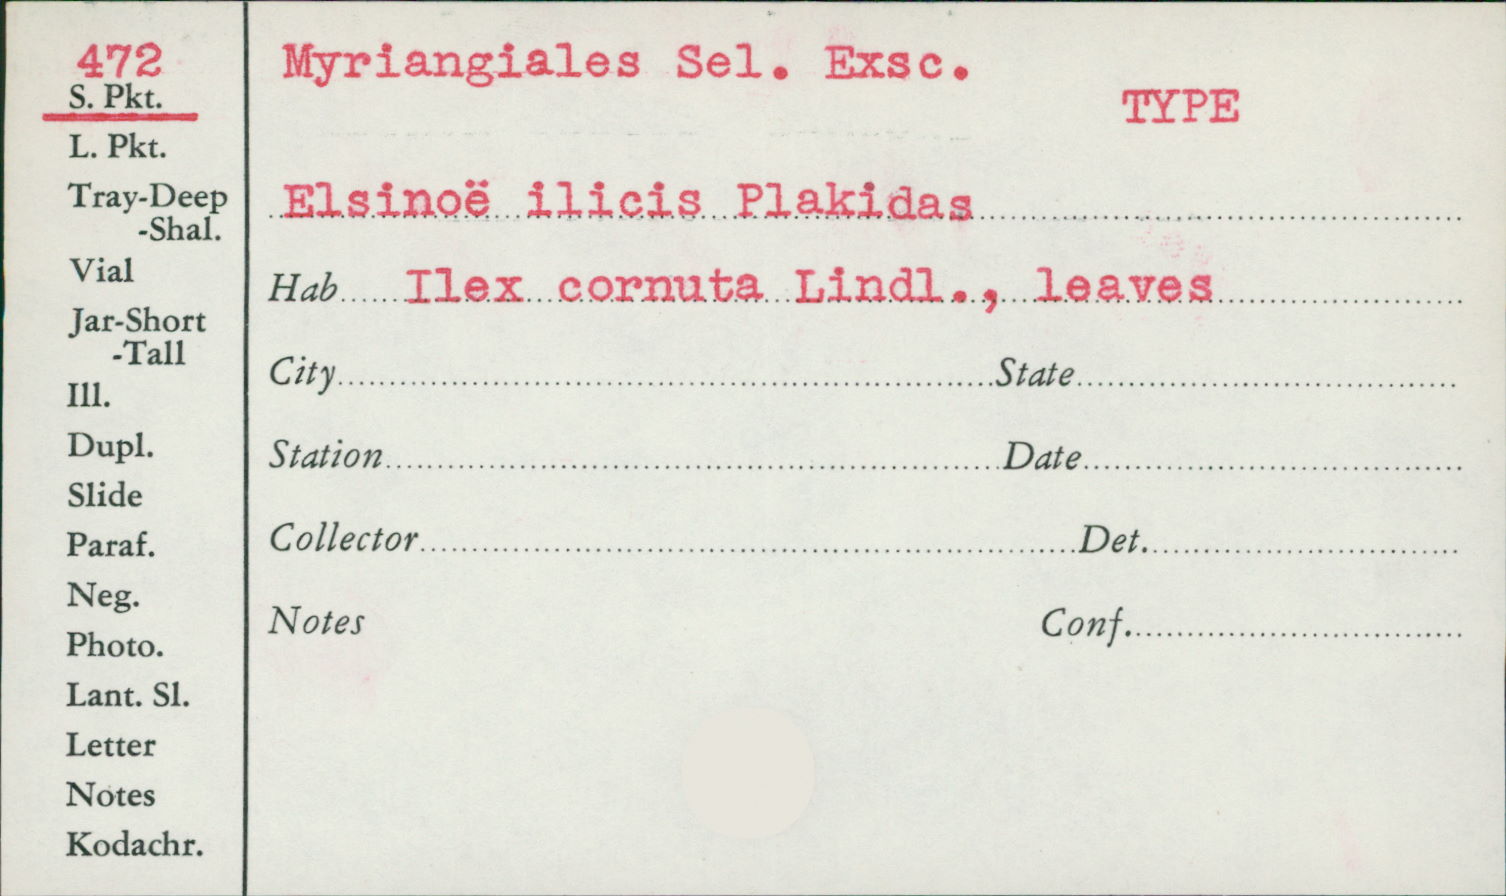 472
S. Pkt.
L. Pkt.
Tray-Deep
-Shal.
Vial
Jar-Short
-Tall
Ill.
Dupl.
Slide
Paraf.
Neg.
Photo.
Lant. Sl.
Letter
Notes
Kodachr.
Myriangiales Sel. Exsc.
TYPE
Elsinoë ilicis Plakidas
Hab Ilex cornuta Lindl., leaves
City State
Station Date
Collector Det.
Notes Conf.